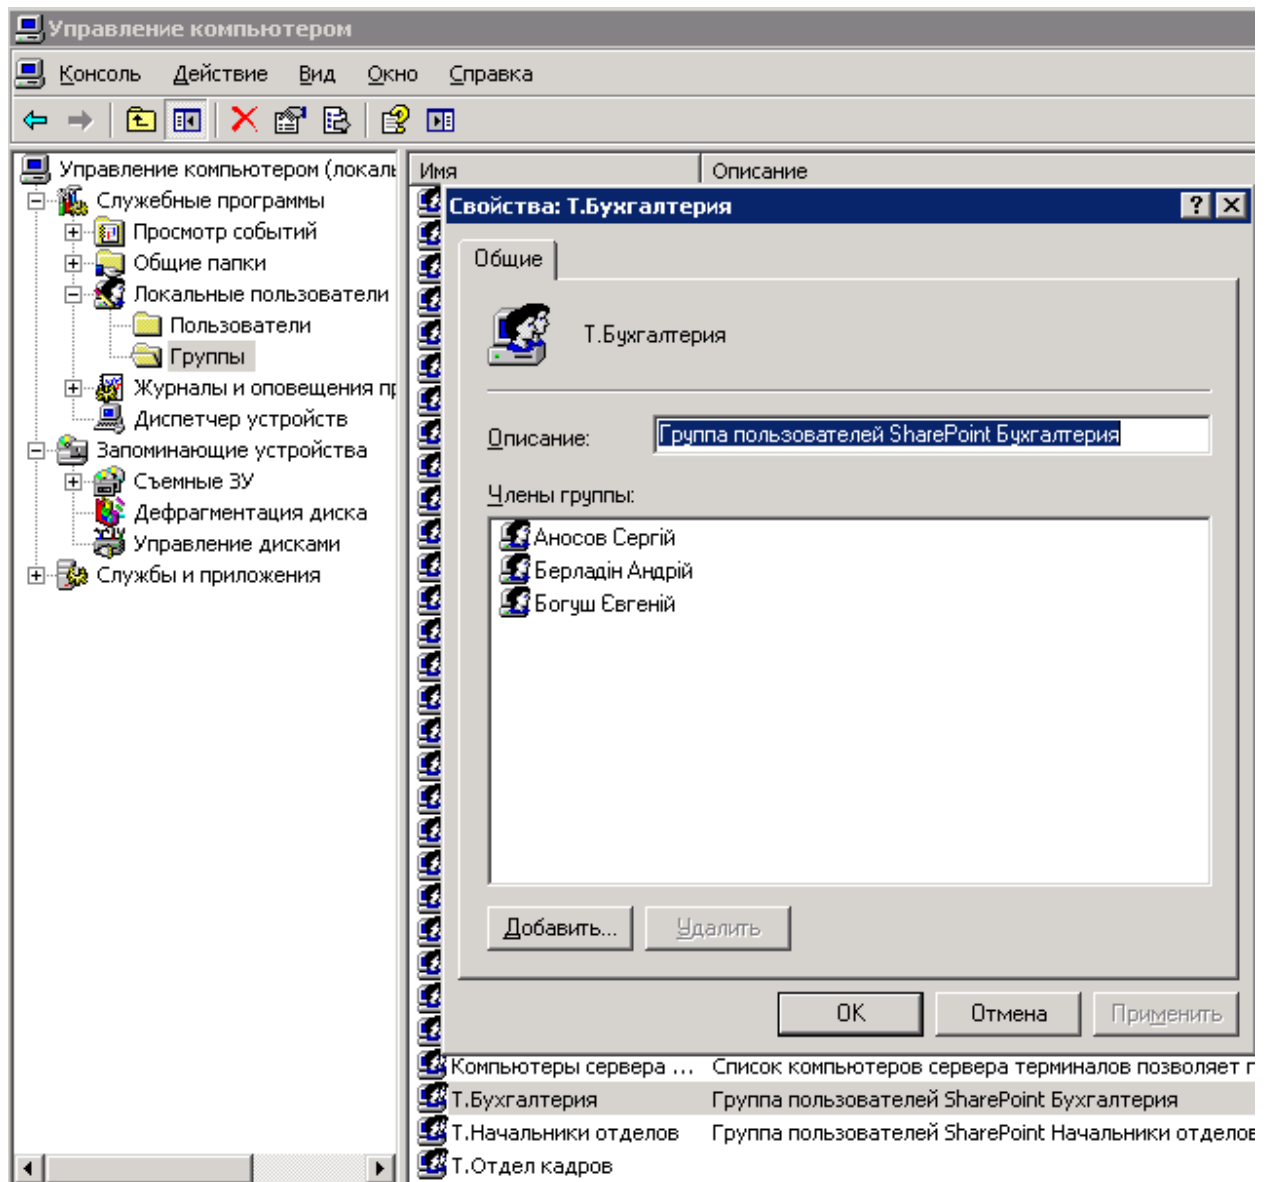 Управление компьютером
Консоль Действие Вид Окно Справка
Управление компьютером (локаль
Служебные программы
Просмотр событий
Общие папки
Локальные пользователи
Пользователи
Группы
Журналы и оповещения пр
Диспетчер устройств
Запоминающие устройства
Съемные ЗУ
Дефрагментация диска
Управление дисками
Службы и приложения
Имя Описание
Свойства: Т.Бухгалтерия
Общие
Т.Бухгалтерия
Описание: Группа пользователей SharePoint Бухгалтерия
Члены группы:
Аносов Сергій
Берладін Андрій
Богуш Євгеній
Добавить... Удалить
OK Отмена Применить
Компьютеры сервера ... Список компьютеров сервера терминалов позволяет г
Т.Бухгалтерия Группа пользователей SharePoint Бухгалтерия
Т.Начальники отделов Группа пользователей SharePoint Начальники отделов
Т.Отдел кадров